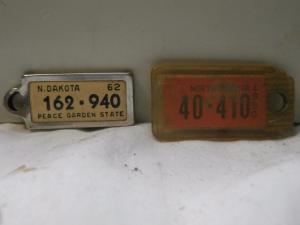 N.DAKOTA 62
162•940
PEACE GARDEN STATE
40•410